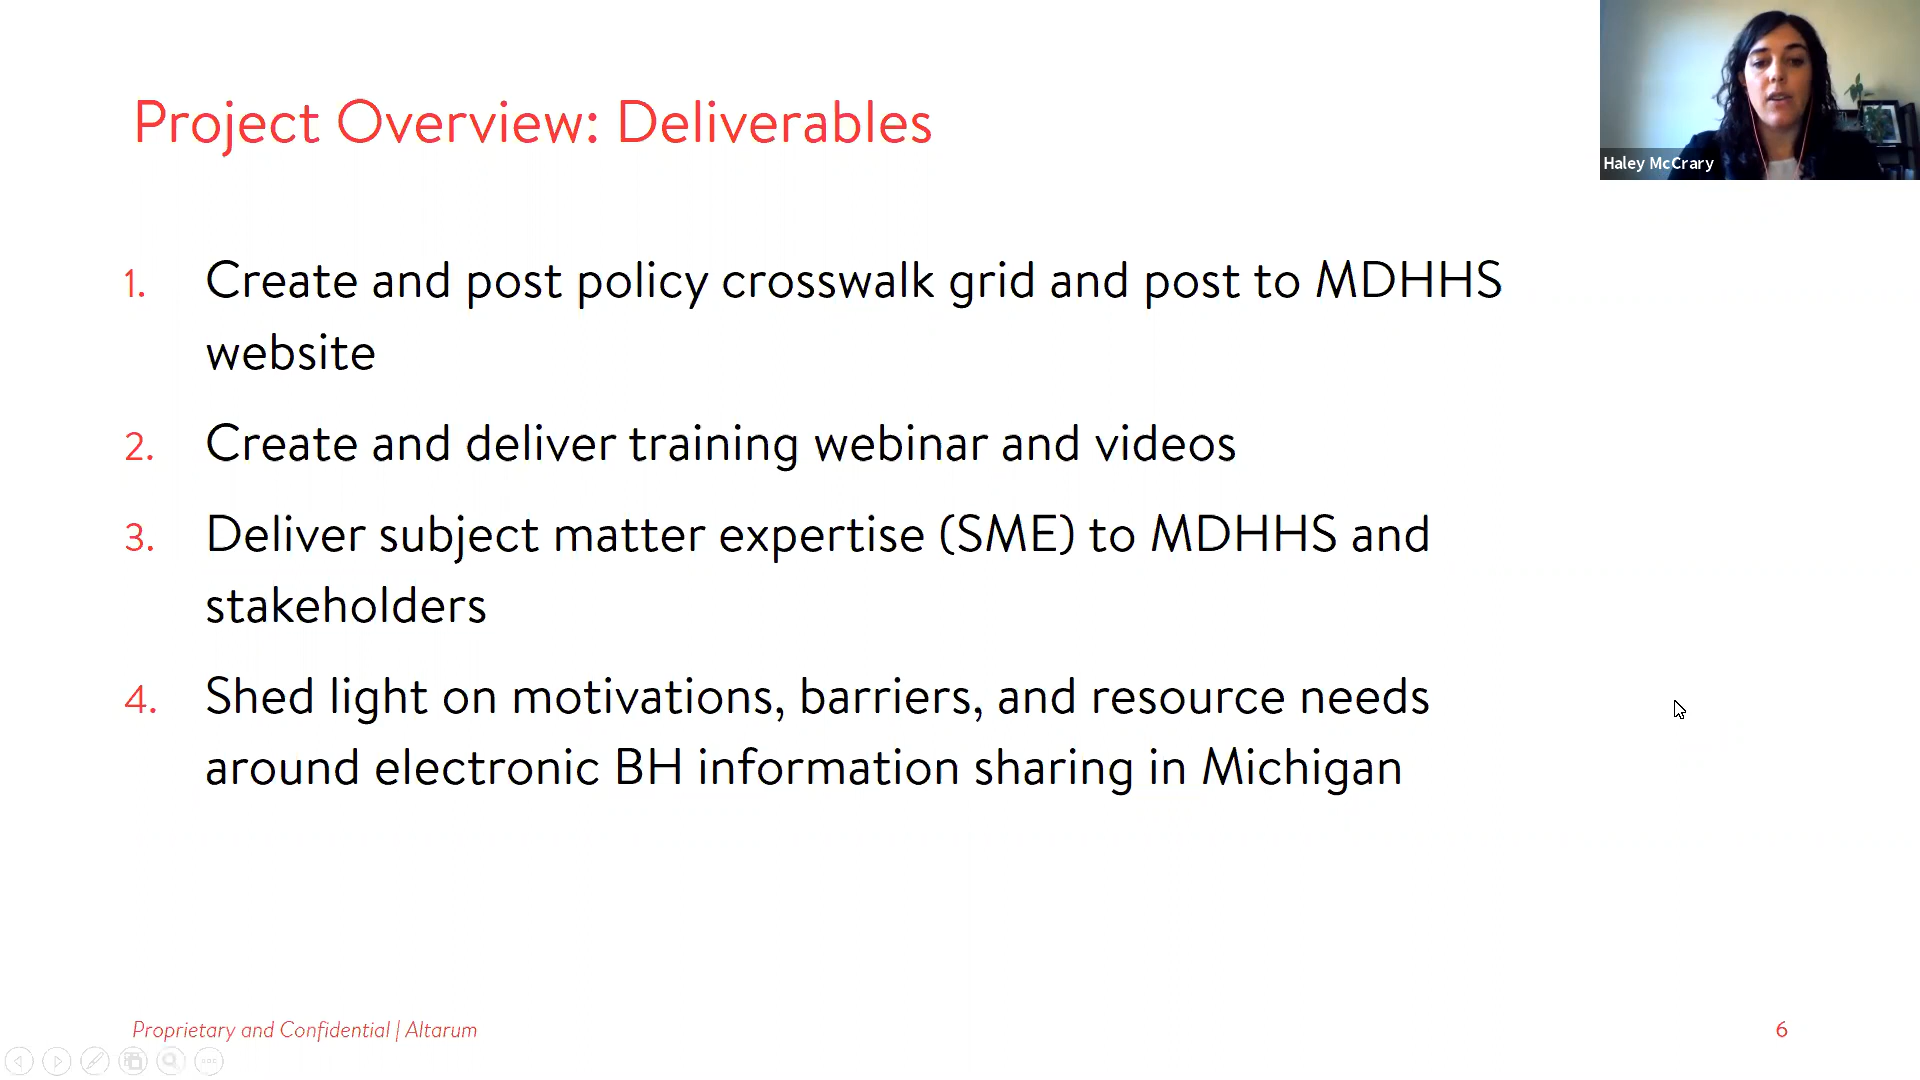 Project Overview: Deliverables
Haley McCrary
1. Create and post policy crosswalk grid and post to MDHHS
website
2. Create and deliver training webinar and videos
3. Deliver subject matter expertise (SME) to MDHHS and
stakeholders
4. Shed light on motivations, barriers, and resource needs
around electronic BH information sharing in Michigan
Proprietary and Confidential | Altarum
6